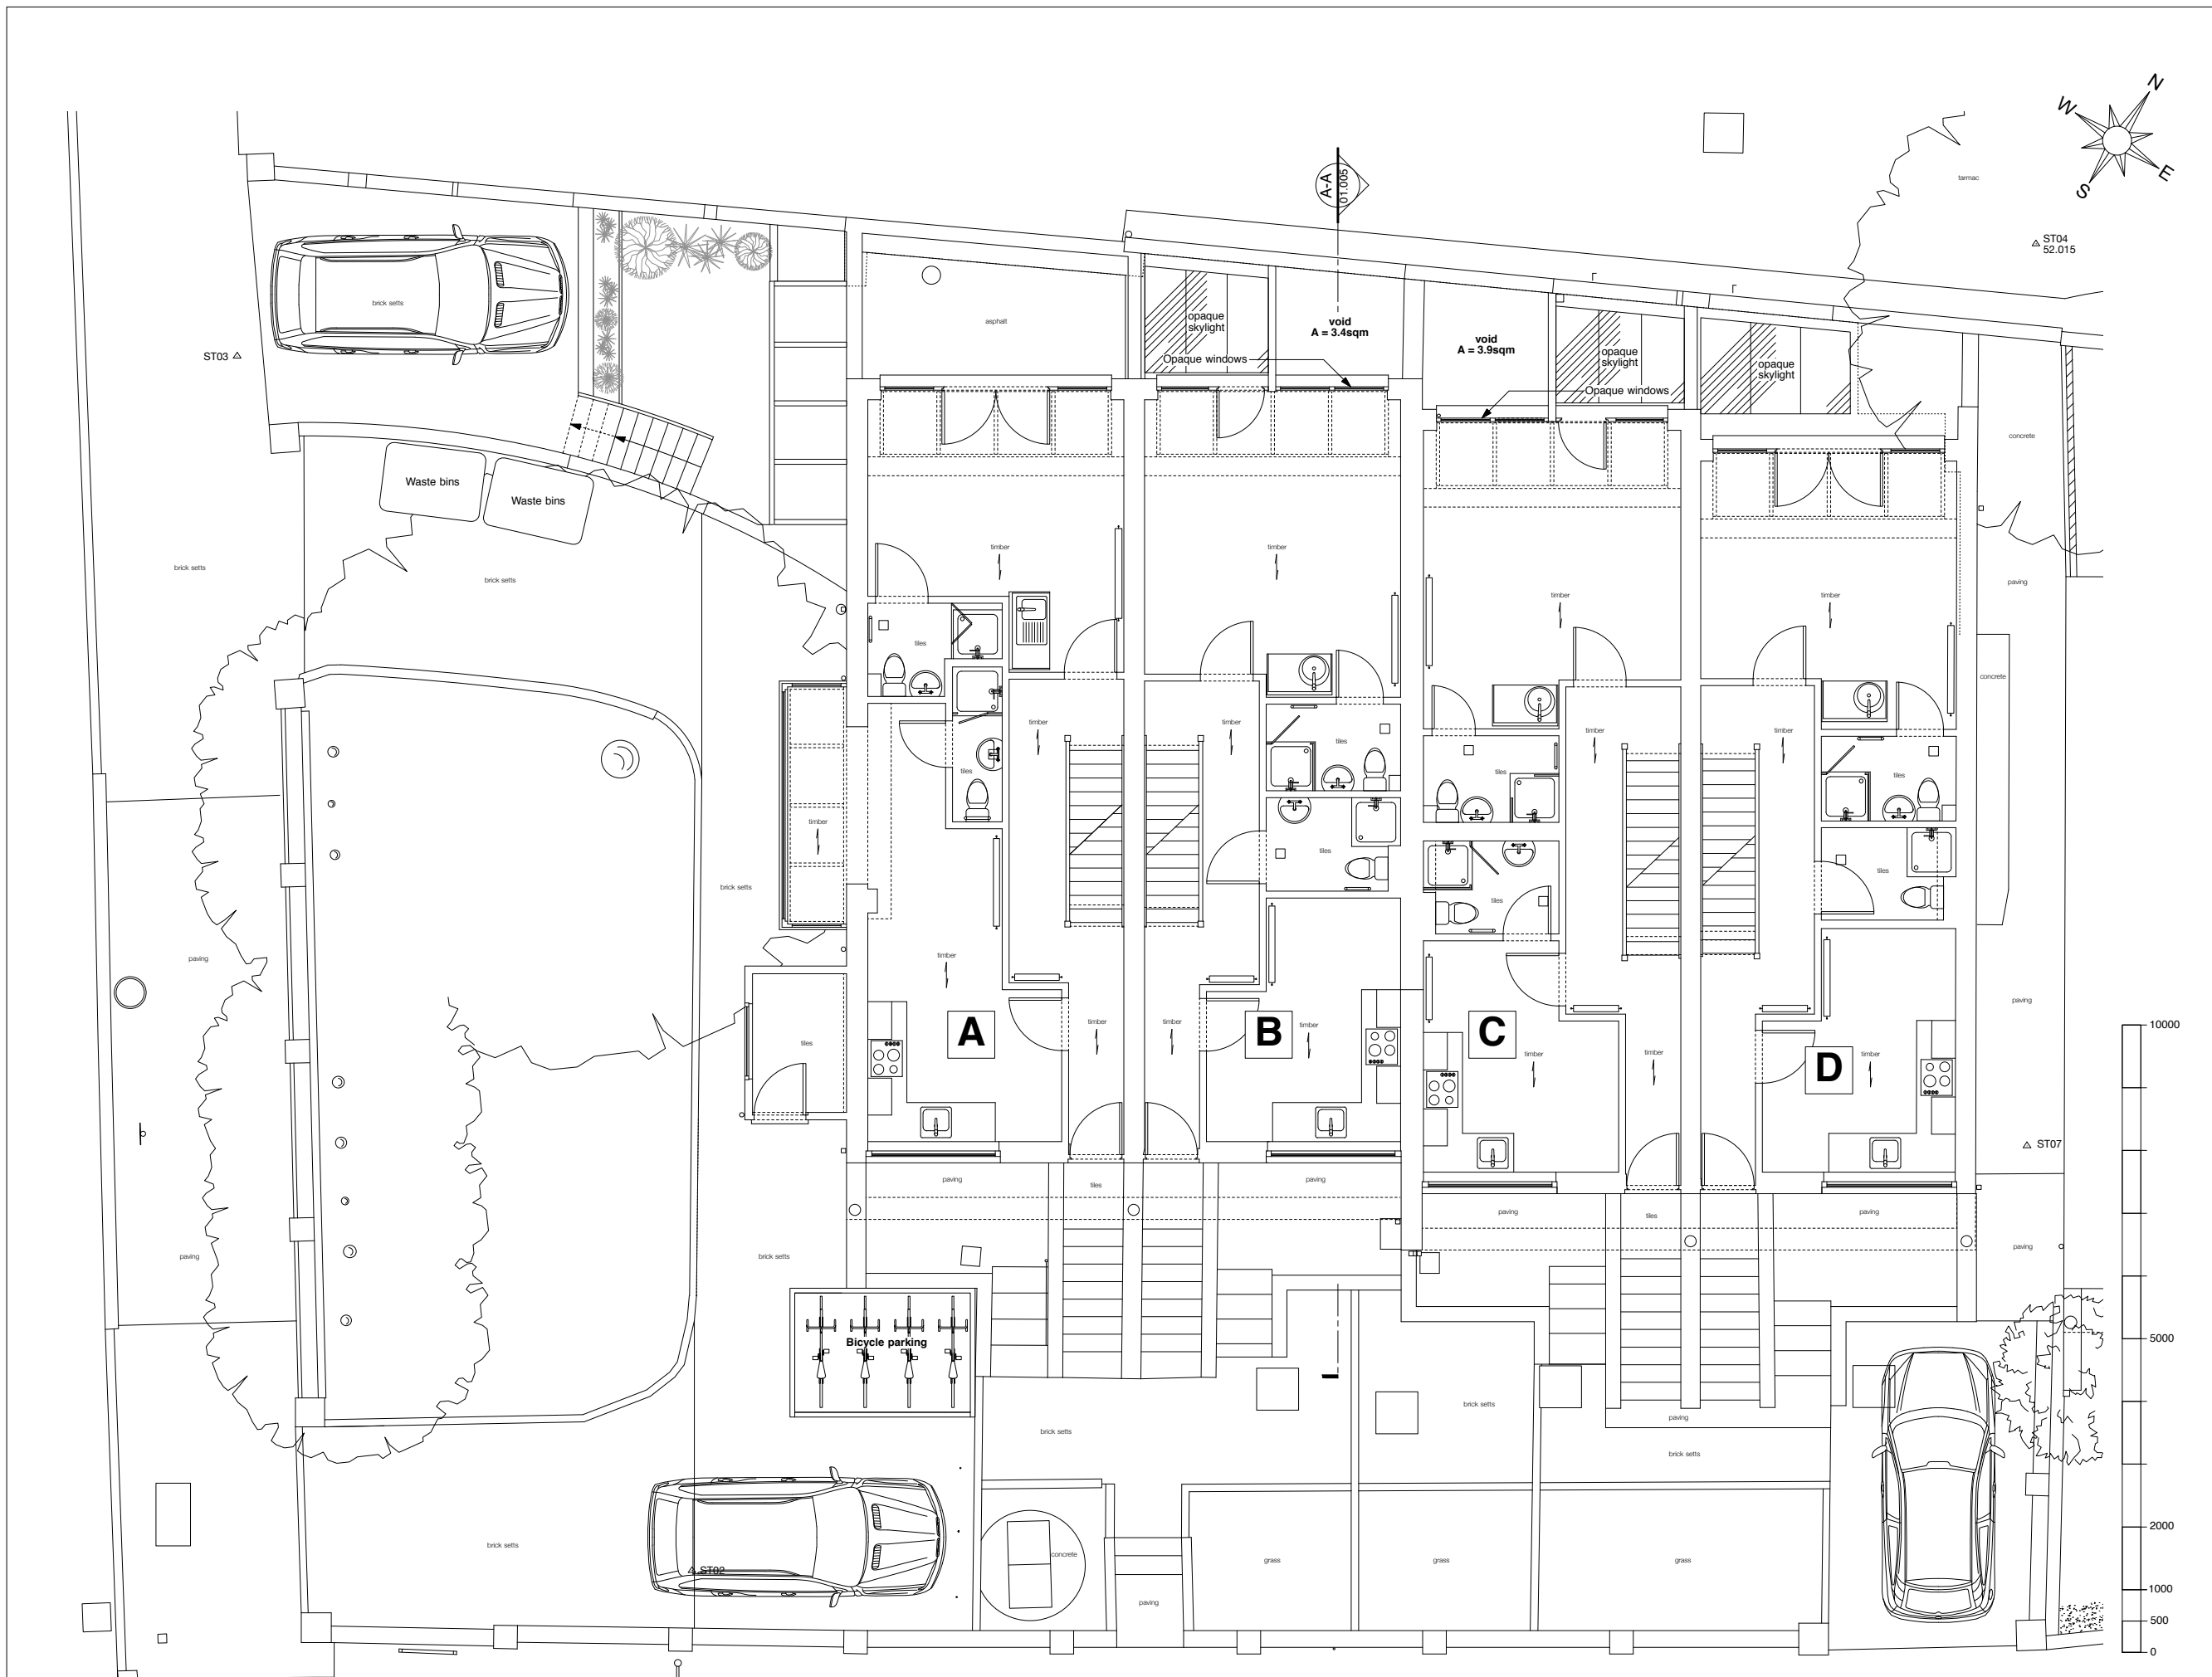 N
W
E
S
tarmac
A-A
01.005
ST04
52.015
brick setts
ST03
asphalt
opaque
skylight
void
A = 3.4sqm
Opaque windows
void
A = 3.9sqm
opaque
skylight
opaque
skylight
Opaque windows
concrete
Waste bins
Waste bins
brick setts
brick setts
timber
timber
timber
timber
paving
tiles
concrete
timber
timber
timber
timber
tiles
tiles
tiles
tiles
timber
tiles
tiles
tiles
brick setts
paving
timber
paving
A
B
C
D
timber
timber
timber
timber
timber
timber
tiles
10000
ST07
paving
tiles
paving
paving
tiles
paving
paving
brick setts
paving
Bicycle parking
5000
brick setts
paving
brick setts
brick setts
2000
brick setts
concrete
grass
grass
grass
ST02
1000
paving
500
0